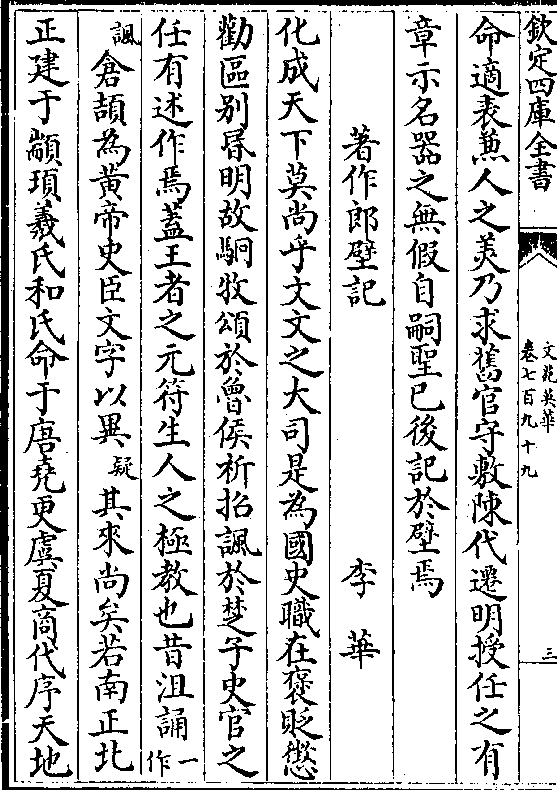 欽定四庫全書
文苑英華
卷七百九十九
三
命適表兼人之美乃求舊官守敷陳代遷明授任之有
章示名器之無假自嗣聖已後記於壁焉
著作郎壁記
李華
化成天下莫尚乎文文之大司是為國史職在褒貶懲
勸區别昬明故駉牧頌於魯侯祈招諷於楚子史官之
任有述作焉蓋王者之元符生人之極教也昔沮誦一作
諷倉頡為黃帝史臣文字以異疑其來尚矣若南正北
正建于顓頊羲氏和氏命于唐堯更虞夏商代序天地